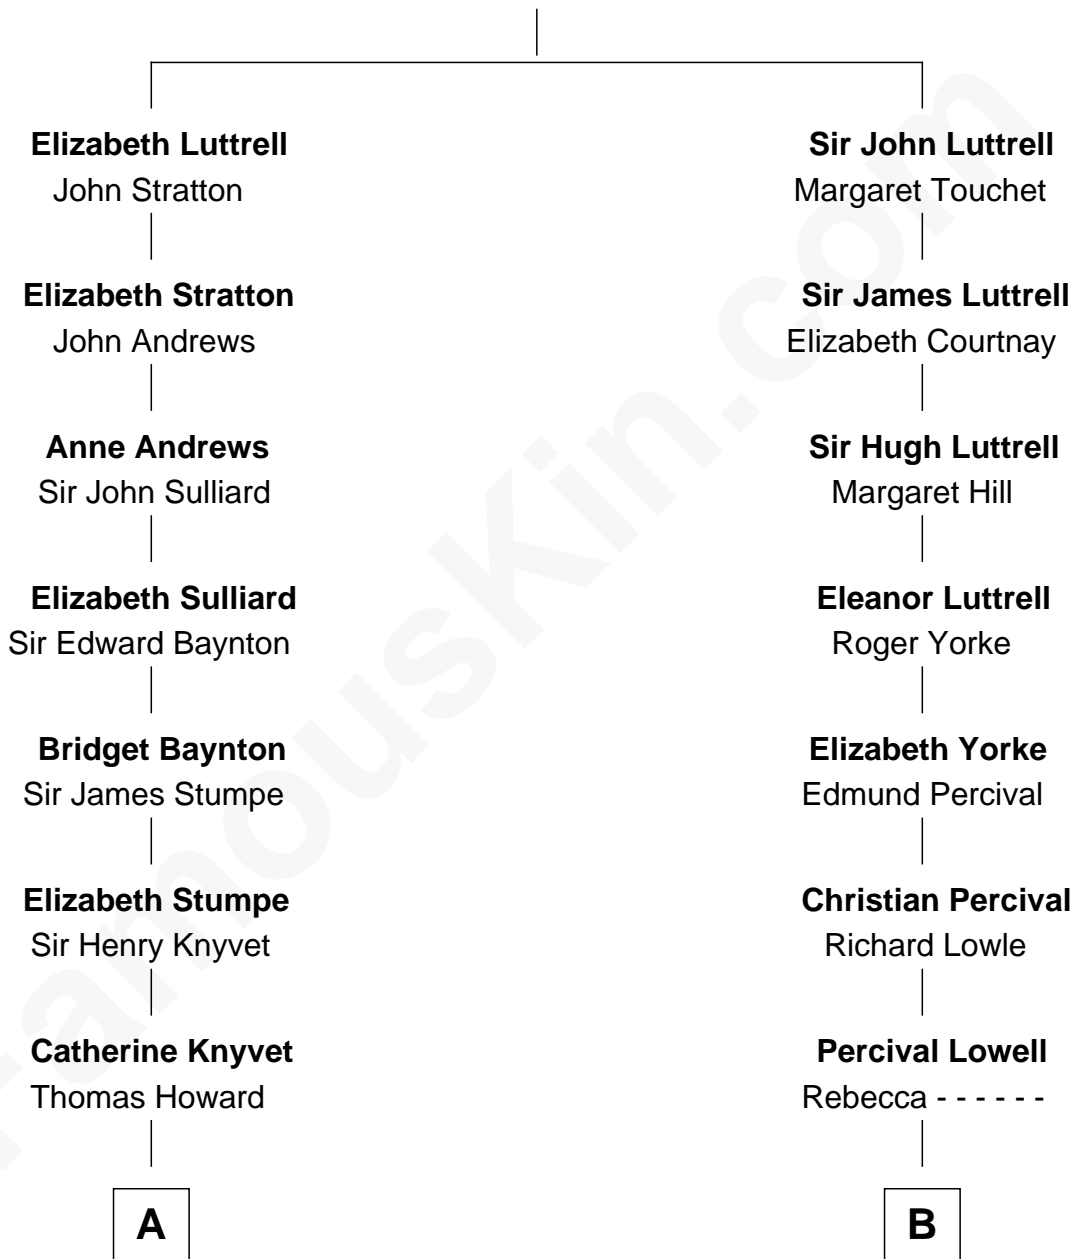 Elizabeth Luttrell
John Stratton
Elizabeth Stratton
John Andrews
Anne Andrews
Sir John Sulliard
Elizabeth Sulliard
Sir Edward Baynton
Bridget Baynton
Sir James Stumpe
Elizabeth Stumpe
Sir Henry Knyvet
Catherine Knyvet
Thomas Howard
A
Sir John Luttrell
Margaret Touchet
Sir James Luttrell
Elizabeth Courtnay
Sir Hugh Luttrell
Margaret Hill
Eleanor Luttrell
Roger Yorke
Elizabeth Yorke
Edmund Percival
Christian Percival
Richard Lowle
Percival Lowell
Rebecca - - - - - -
B
FamousKin.com